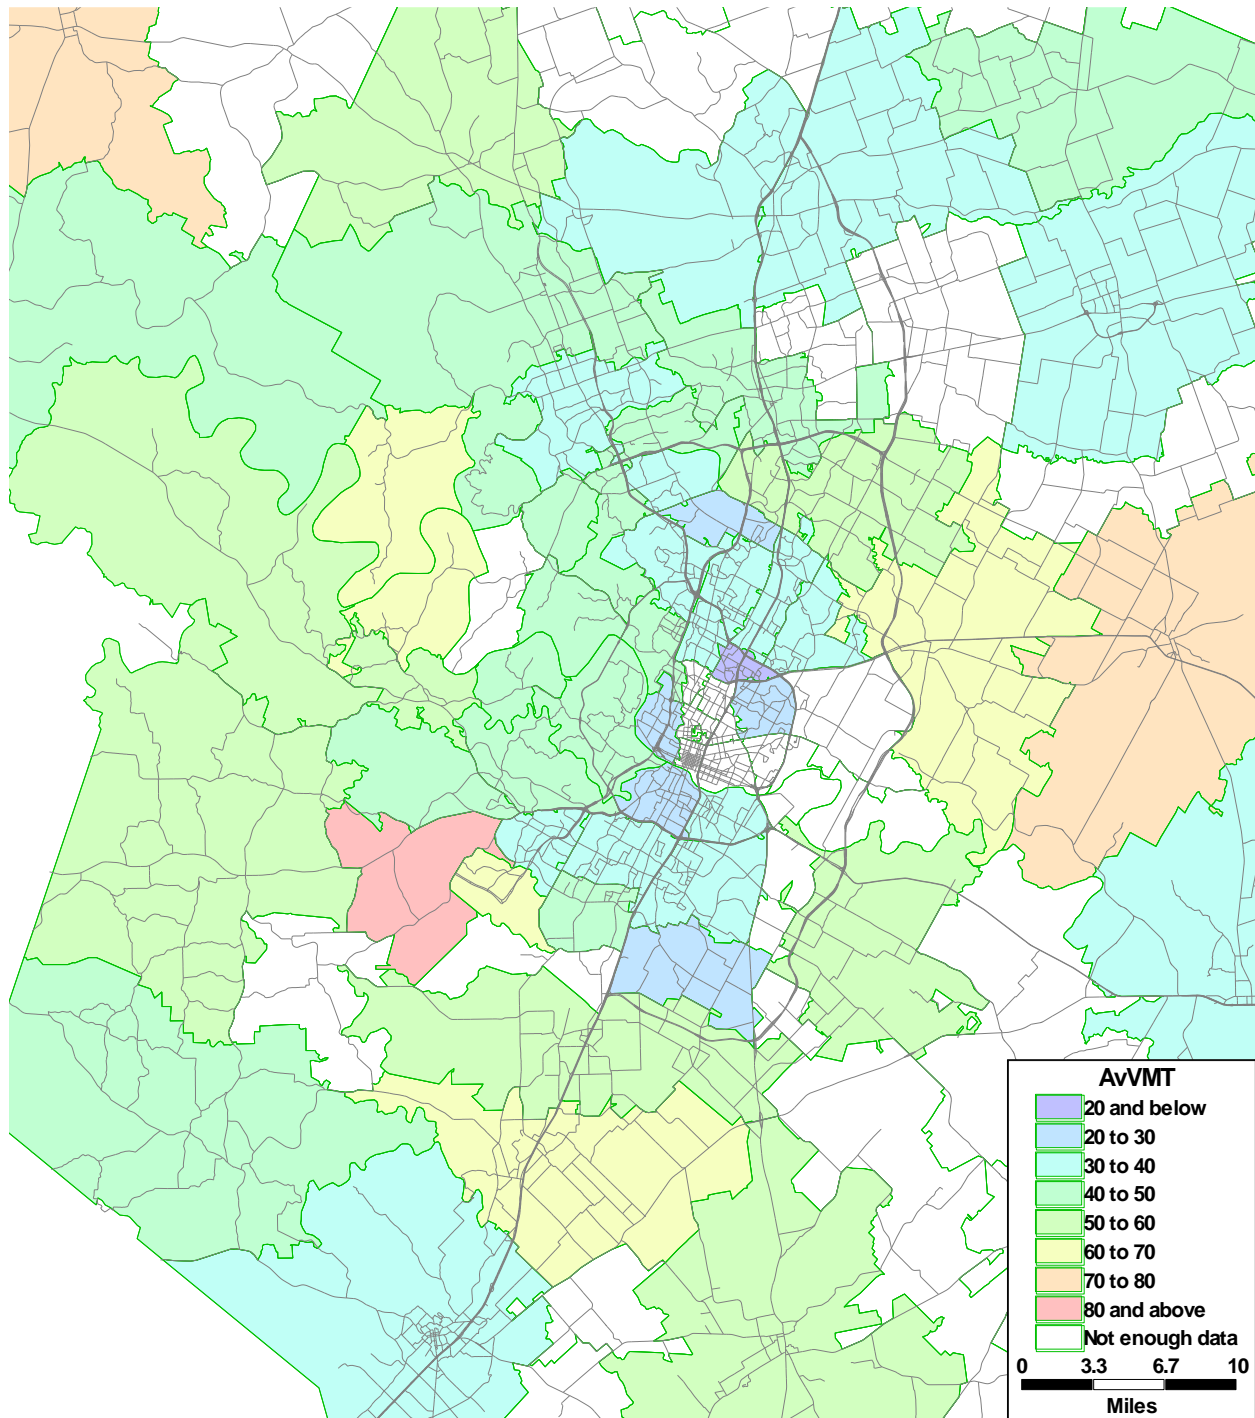 AvVMT
20 and below
20 to 30
30 to 40
40 to 50
50 to 60
60 to 70
70 to 80
80 and above
Not enough data
0 3.3 6.7 10
Miles